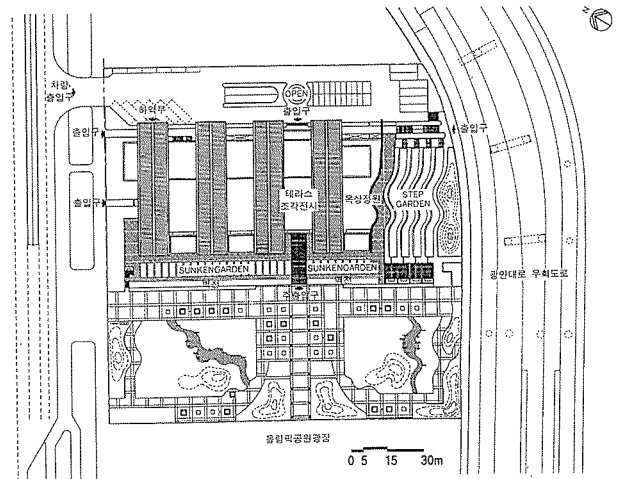 N
차량
출입구
하역부
OPEN
출입구
출입구
출입구
출입구
테라스
조각전시
옥상정원
STEP
GARDEN
SUNKENGARDEN
SUNKENGARDEN
주출입구
광안대로 우회도로
올림픽공원광장
0 5 15 30m